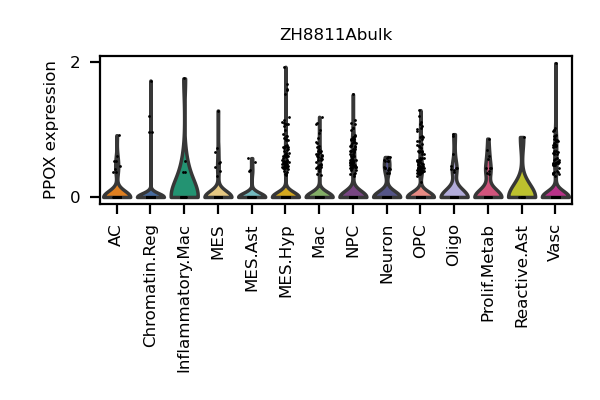 ZH8811Abulk
PPOX expression
2
0
AC
Chromatin.Reg
Inflammatory.Mac
MES
MES.Ast
MES.Hyp
Mac
NPC
Neuron
OPC
Oligo
Prolif.Metab
Reactive.Ast
Vasc